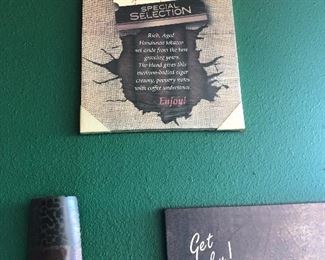 SPECIAL
SELECTION
Rich, Aged
Honduran tobacco
set aside from the best
growing years.
The blend gives this
medium-bodied cigar
creamy, peppery notes
with coffee undertones.
Enjoy!
Get